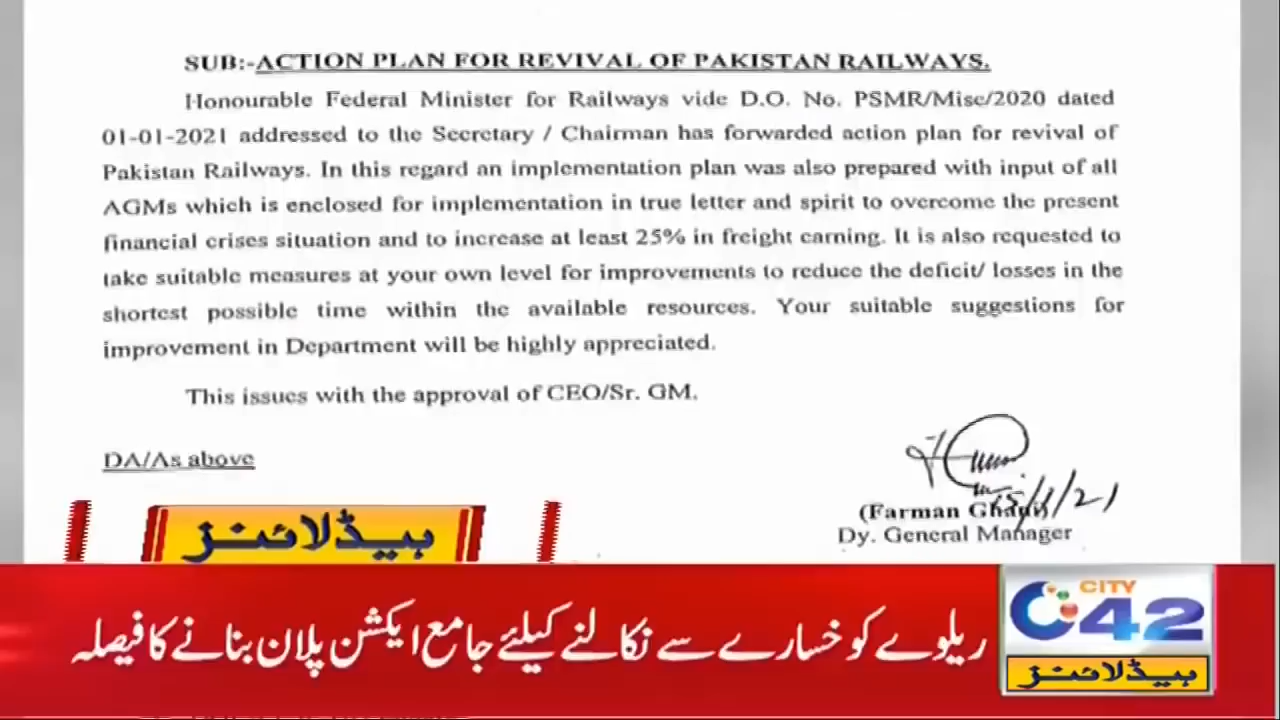 SUB:-ACTION PLAN FOR REVIVAL OF PAKISTAN RAILWAYS.
Honourable Federal Minister for Railways vide D.O. No. PSMR/Misc/2020 dated
01-01-2021 addressed to the Secretary / Chairman has forwarded action plan for revival of
Pakistan Railways. In this regard an implementation plan was also prepared with input of all
AGMs which is enclosed for implementation in true letter and spirit to overcome the present
financial crises situation and to increase at least 25% in freight earning. It is also requested to
take suitable measures at your own level for improvements to reduce the deficit/ losses in the
shortest possible time within the available resources. Your suitable suggestions for
improvement in Department will be highly appreciated.
This issues with the approval of CEO/Sr. GM.
DA/As above
15/1/21
(Farman Ghani)
Dy. General Manager
ہیڈلائنز
ریلوے کو خسارے سے نکالنے کیلئے جامع ایکشن پلان بنانے کا فیصلہ
CITY
42
ہیڈلائنز